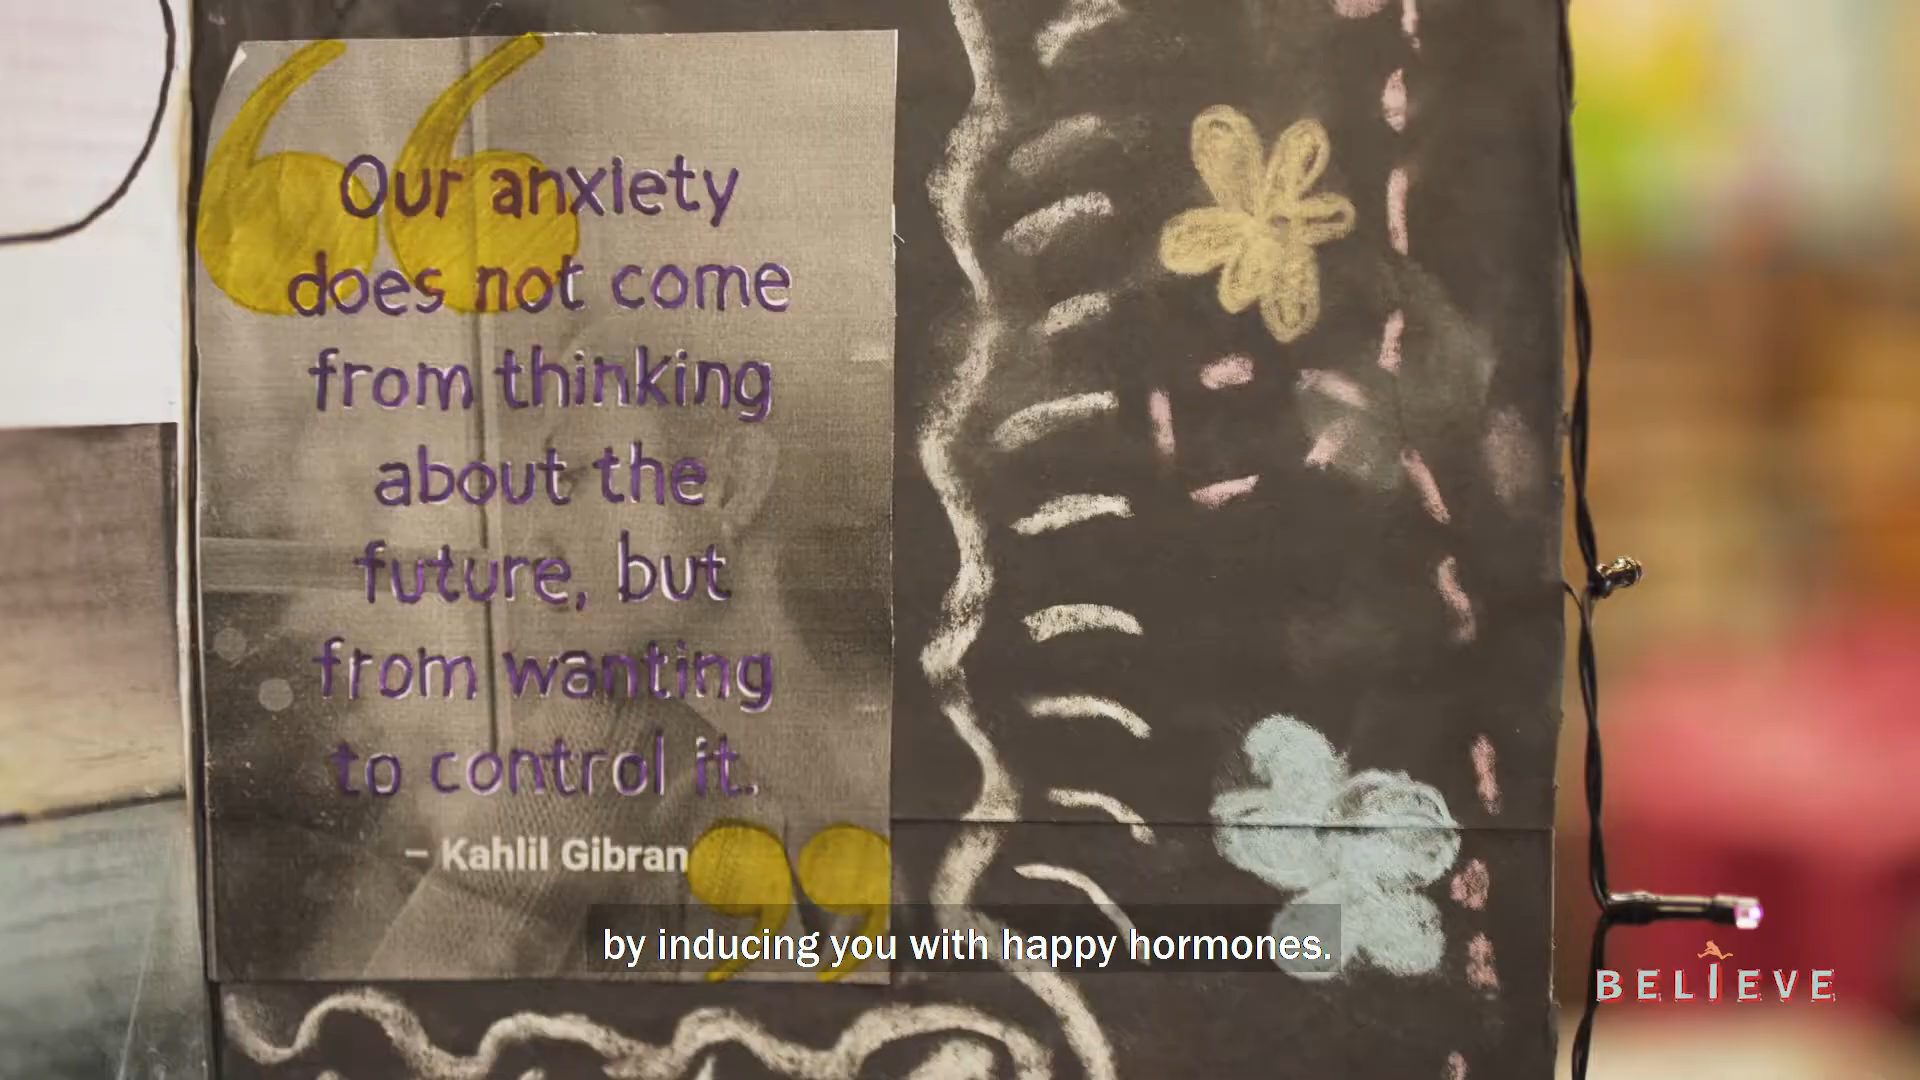 Our anxiety
does not come
from thinking
about the
future, but
from wanting
to control it.
– Kahlil Gibran
by inducing you with happy hormones.
BELIEVE